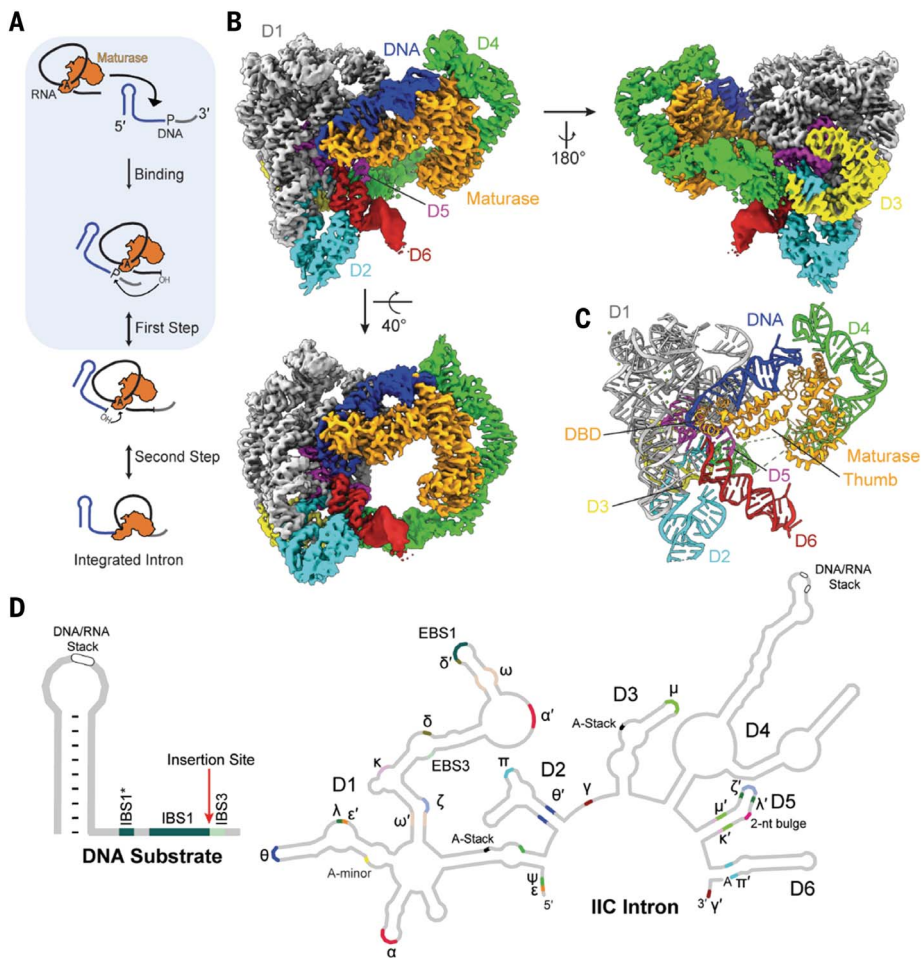 A
Maturase
RNA
A
5′
P
DNA
3′
Binding
A
OH
First Step
A
OH
Second Step
Integrated Intron
B
D1
DNA
D4
D5
Maturase
D6
D2
180°
D3
40°
C
D1
DNA
D4
DBD
D5
Maturase
Thumb
D3
D6
D2
D
DNA/RNA
Stack
Insertion Site
IBS1*
IBS1
IBS3
DNA Substrate
EBS1
δ′
ω
α′
δ
EBS3
κ
D1
ζ
λ
ε′
ω′
θ
A-minor
α
A-Stack
ψ
ε
5′
π
D2
θ′
γ
D3
μ
A-Stack
DNA/RNA
Stack
D4
ζ′
λ′
D5
μ′
2-nt bulge
κ′
A
π′
D6
3′
γ′
IIC Intron